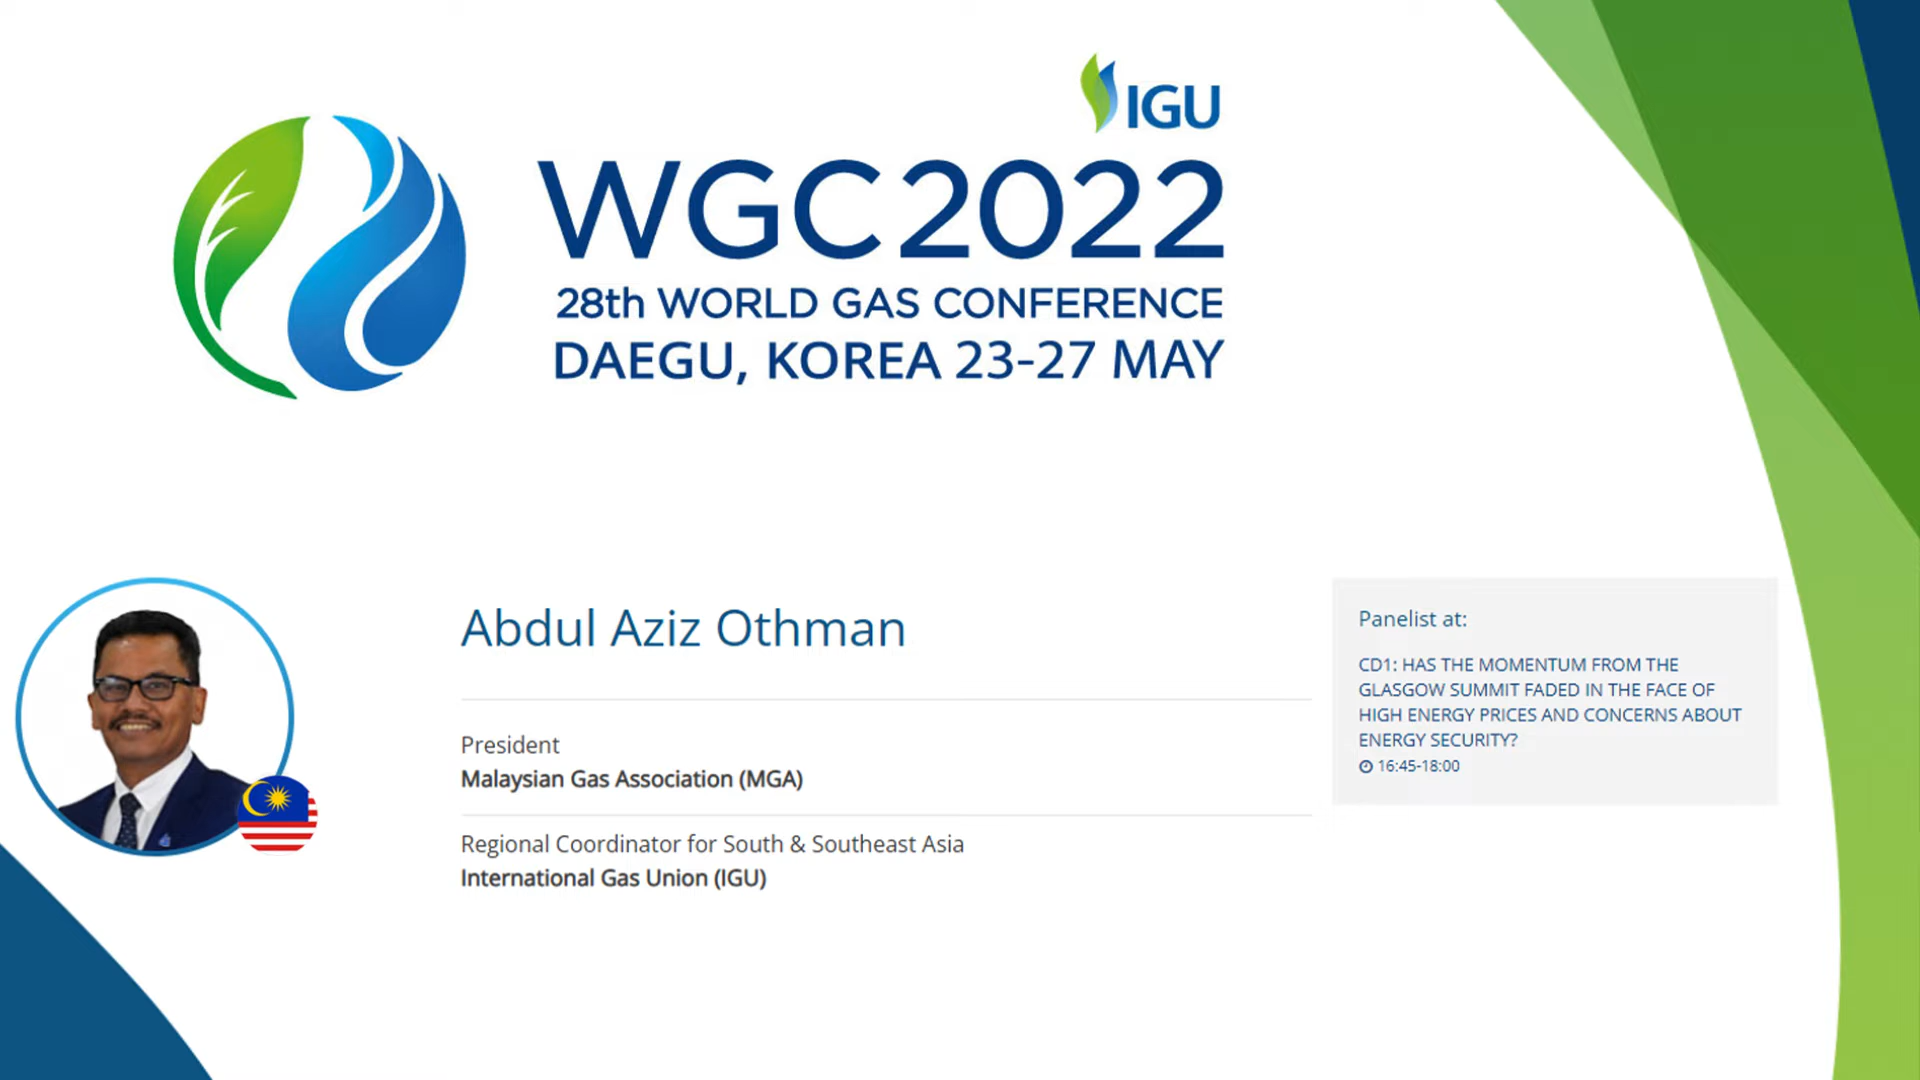 IGU
WGC2022
28th WORLD GAS CONFERENCE
DAEGU, KOREA 23-27 MAY
Abdul Aziz Othman
President
Malaysian Gas Association (MGA)
Regional Coordinator for South & Southeast Asia
International Gas Union (IGU)
Panelist at:
CD1: HAS THE MOMENTUM FROM THE
GLASGOW SUMMIT FADED IN THE FACE OF
HIGH ENERGY PRICES AND CONCERNS ABOUT
ENERGY SECURITY?
16:45-18:00